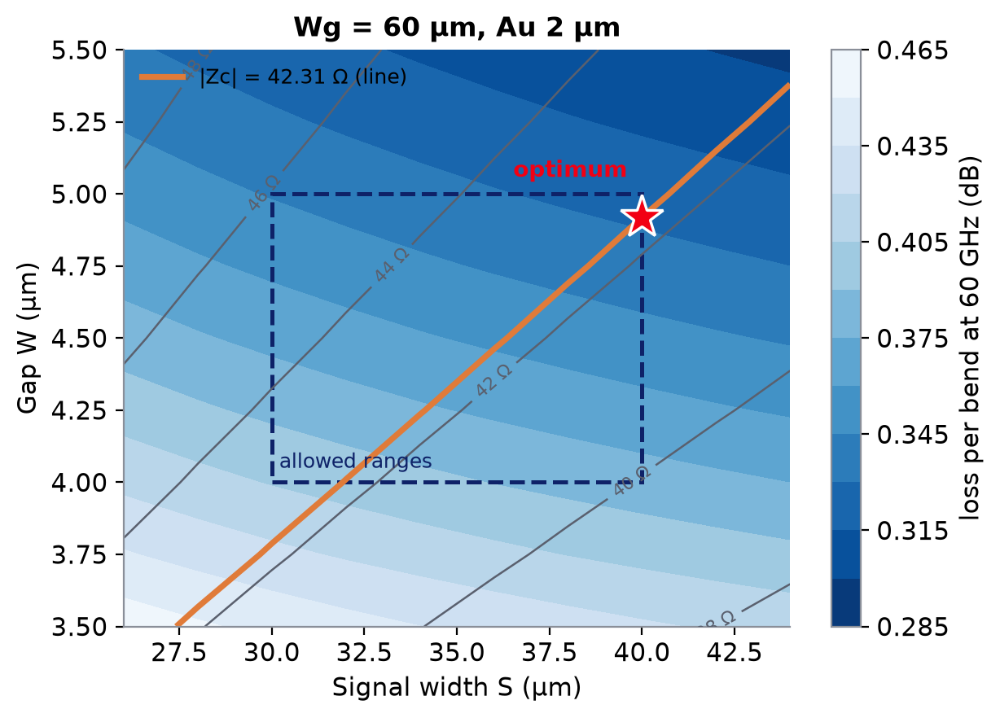 Wg = 60 μm, Au 2 μm
|Zc| = 42.31 Ω (line)
5.50
5.25
5.00
4.75
4.50
4.25
4.00
3.75
3.50
Gap W (μm)
48 Ω
46 Ω
44 Ω
42 Ω
40 Ω
optimum
allowed ranges
27.5
30.0
32.5
35.0
37.5
40.0
42.5
Signal width S (μm)
0.465
0.435
0.405
0.375
0.345
0.315
0.285
loss per bend at 60 GHz (dB)